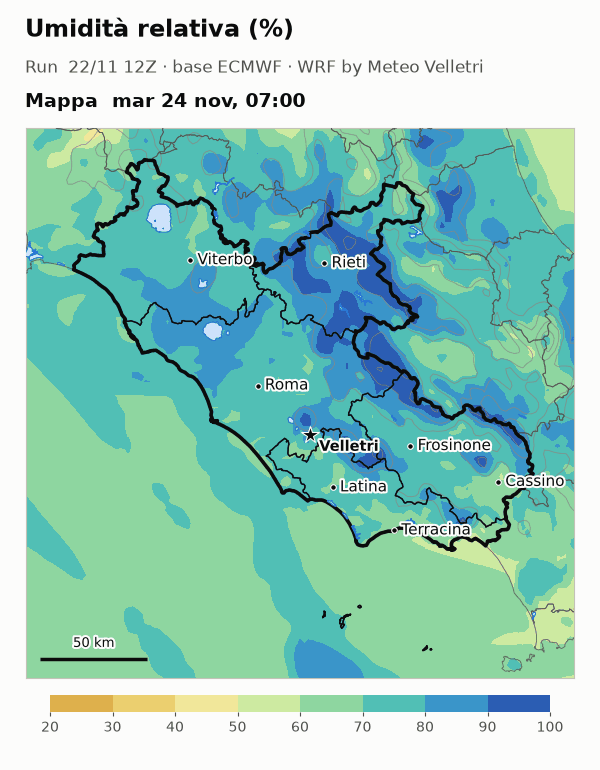 Umidità relativa (%)
Run 22/11 12Z · base ECMWF · WRF by Meteo Velletri
Mappa mar 24 nov, 07:00
Viterbo
Rieti
Roma
Velletri
Frosinone
Latina
Cassino
Terracina
50 km
20 30 40 50 60 70 80 90 100